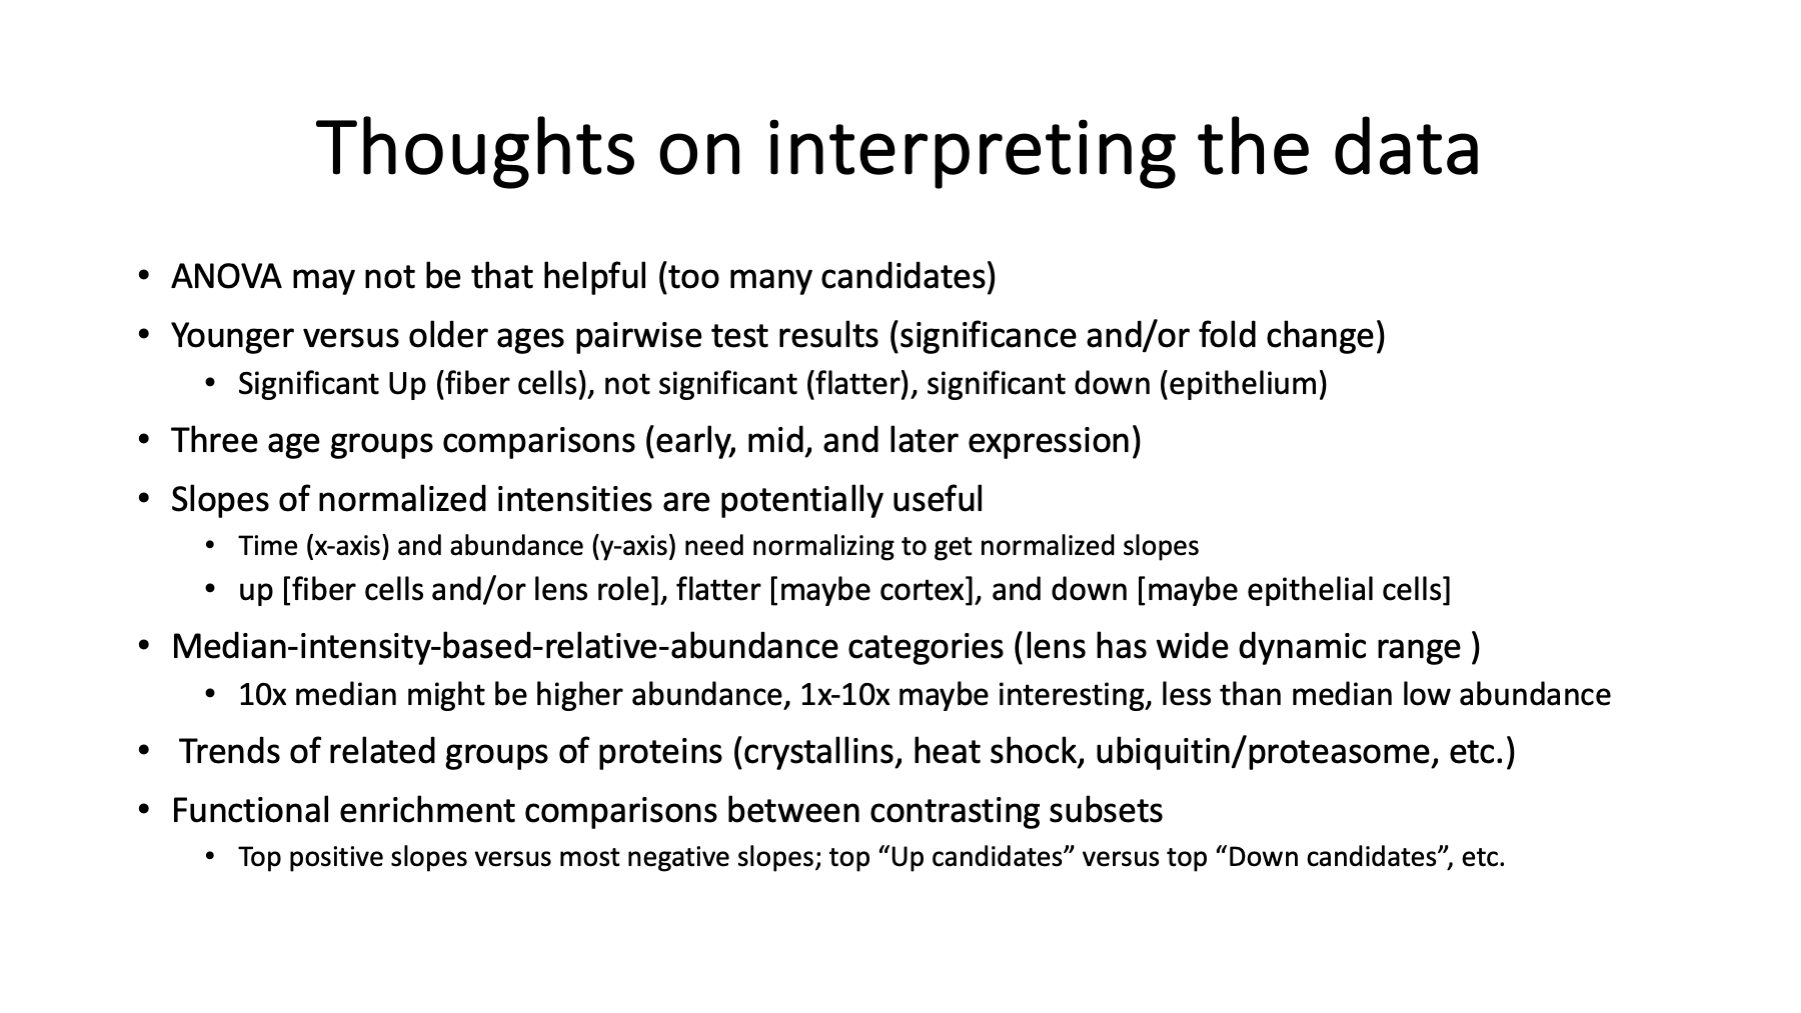 Thoughts on interpreting the data
• ANOVA may not be that helpful (too many candidates)
• Younger versus older ages pairwise test results (significance and/or fold change)
• Significant Up (fiber cells), not significant (flatter), significant down (epithelium)
• Three age groups comparisons (early, mid, and later expression)
• Slopes of normalized intensities are potentially useful
• Time (x-axis) and abundance (y-axis) need normalizing to get normalized slopes
• up [fiber cells and/or lens role], flatter [maybe cortex], and down [maybe epithelial cells]
• Median-intensity-based-relative-abundance categories (lens has wide dynamic range )
• 10x median might be higher abundance, 1x-10x maybe interesting, less than median low abundance
• Trends of related groups of proteins (crystallins, heat shock, ubiquitin/proteasome, etc.)
• Functional enrichment comparisons between contrasting subsets
• Top positive slopes versus most negative slopes; top “Up candidates” versus top “Down candidates”, etc.